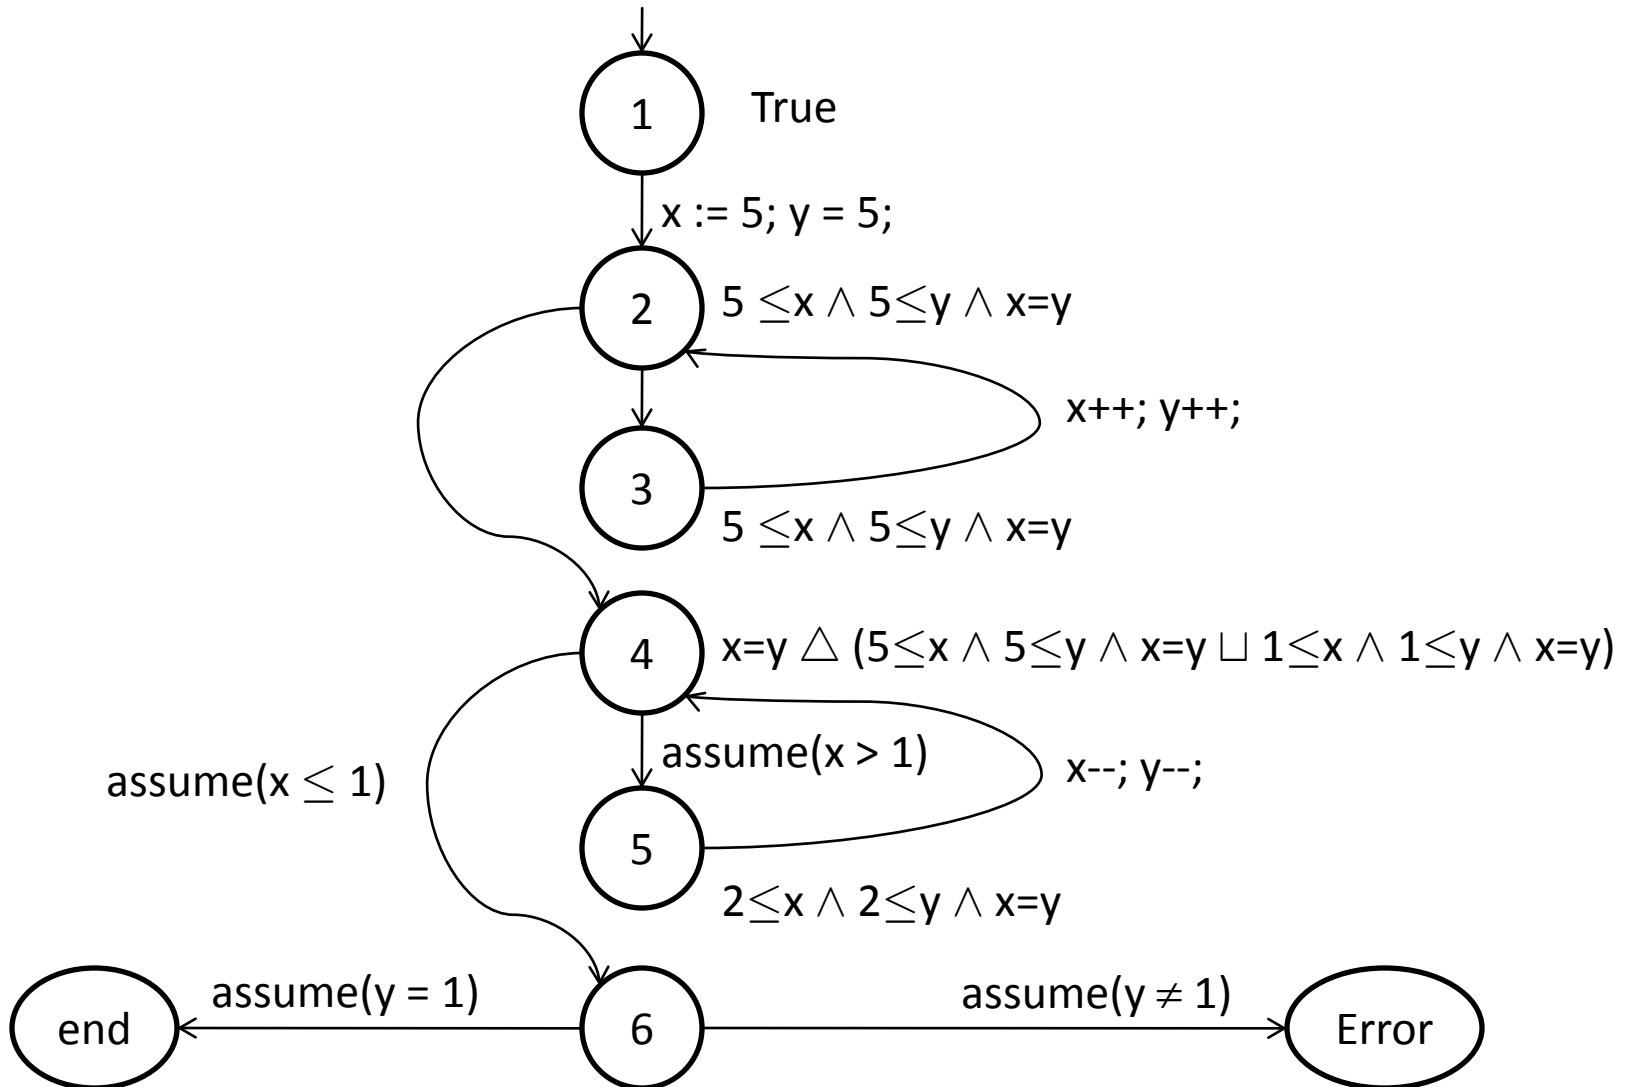 1 True
x := 5; y = 5;
2 5 ≤x ∧ 5≤y ∧ x=y
x++; y++;
3
5 ≤x ∧ 5≤y ∧ x=y
4 x=y △ (5≤x ∧ 5≤y ∧ x=y ⊔ 1≤x ∧ 1≤y ∧ x=y)
assume(x > 1)
assume(x ≤ 1)
x--; y--;
5
2≤x ∧ 2≤y ∧ x=y
assume(y = 1)
assume(y ≠ 1)
end
6
Error